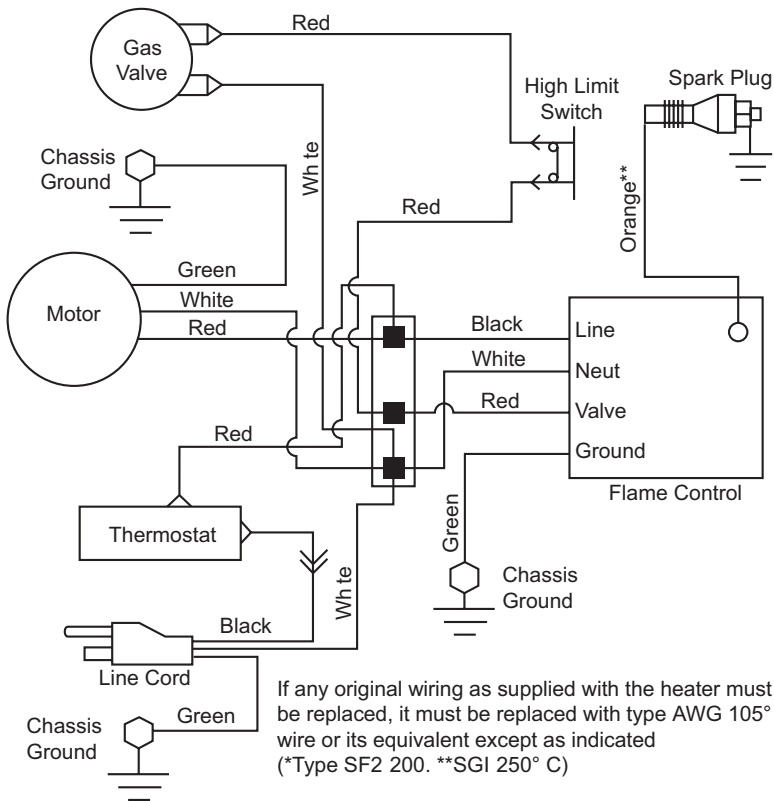 Red
Gas
Valve
High Limit
Switch
Spark Plug
Chassis
Ground
Wh te
Orange**
Red
Green
White
Motor
Red
Black
Line
White
Neut
Red
Valve
Ground
Red
Flame Control
Thermostat
Green
Wh te
Chassis
Ground
Black
Line Cord
Green
Chassis
Ground
If any original wiring as supplied with the heater must
be replaced, it must be replaced with type AWG 105°
wire or its equivalent except as indicated
(*Type SF2 200. **SGI 250° C)